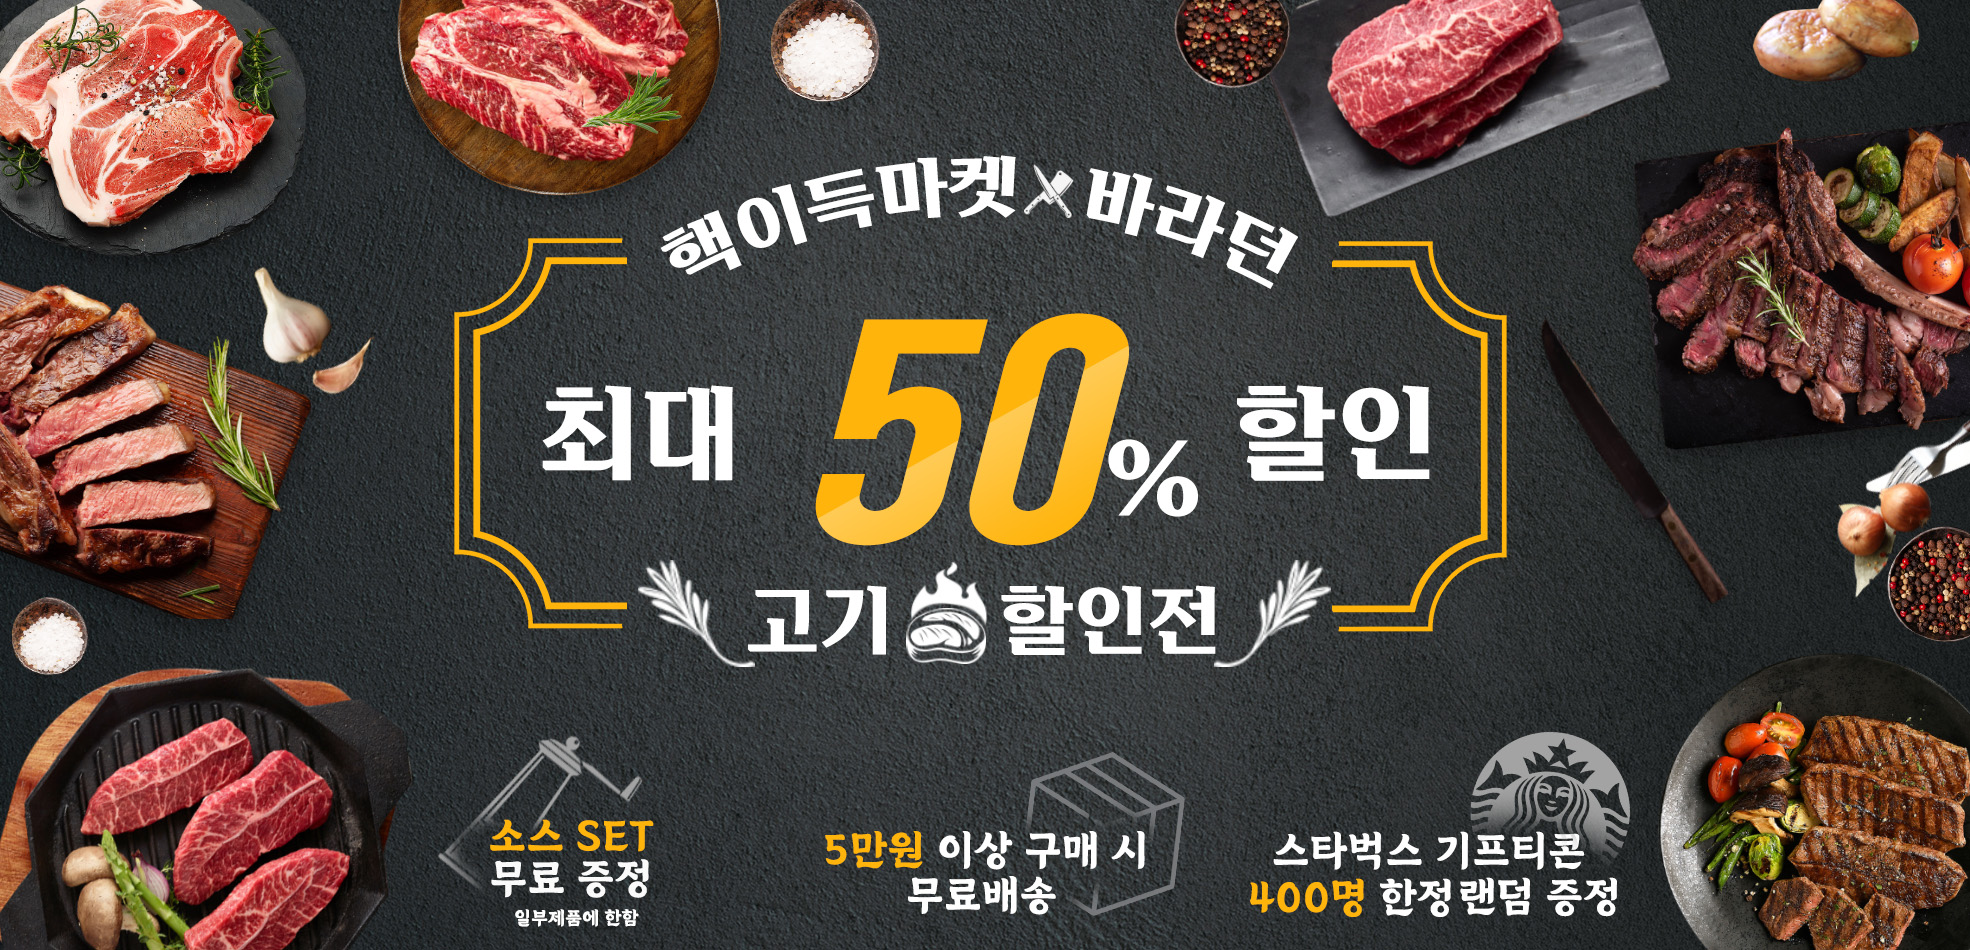 핵이득마켓 바라던
최대 50% 할인
고기 할인전
소스 SET
무료 증정
일부제품에 한함
5만원 이상 구매 시
무료배송
스타벅스 기프티콘
400명 한정랜덤 증정